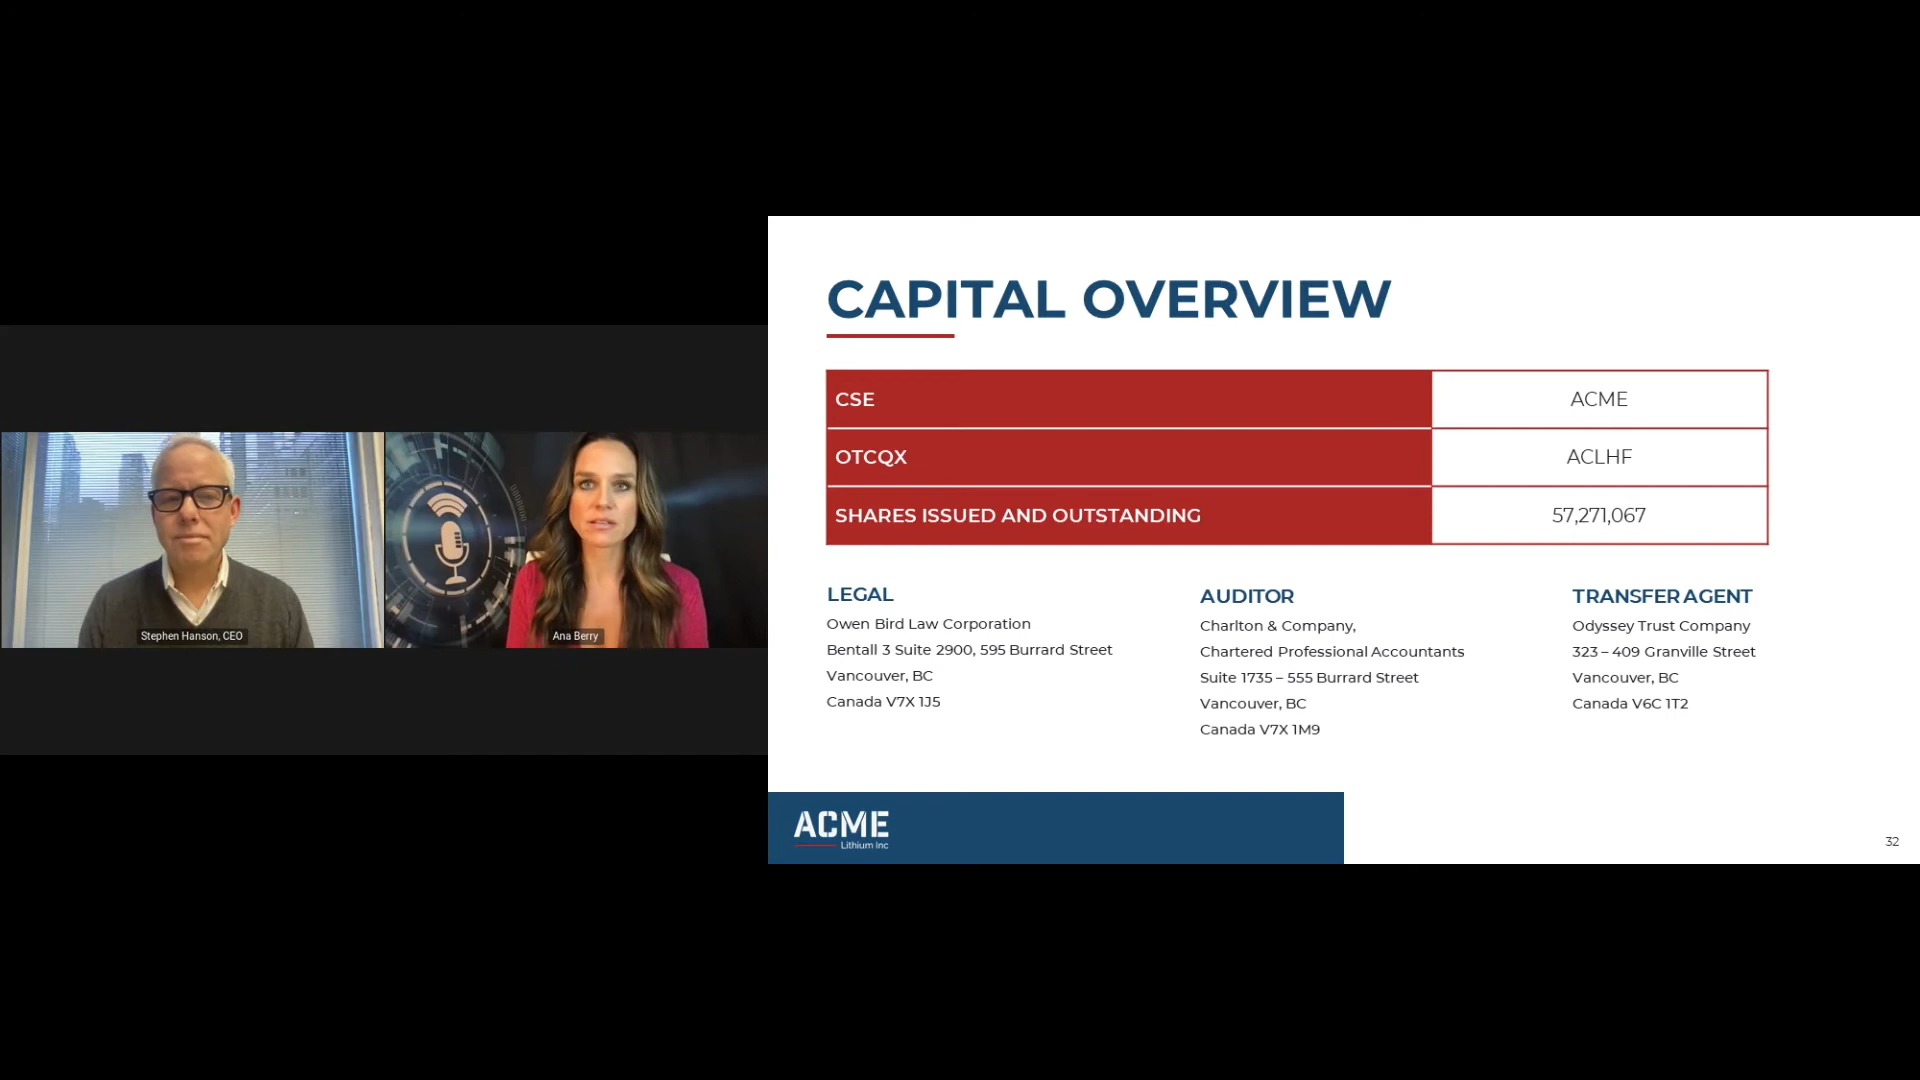 Stephen Hanson, CEO
Ana Berry
CAPITAL OVERVIEW
CSE ACME
OTCQX ACLHF
SHARES ISSUED AND OUTSTANDING 57,271,067
LEGAL
Owen Bird Law Corporation
Bentall 3 Suite 2900, 595 Burrard Street
Vancouver, BC
Canada V7X 1J5
AUDITOR
Charlton & Company,
Chartered Professional Accountants
Suite 1735 – 555 Burrard Street
Vancouver, BC
Canada V7X 1M9
TRANSFER AGENT
Odyssey Trust Company
323 – 409 Granville Street
Vancouver, BC
Canada V6C 1T2
ACME
Lithium Inc
32